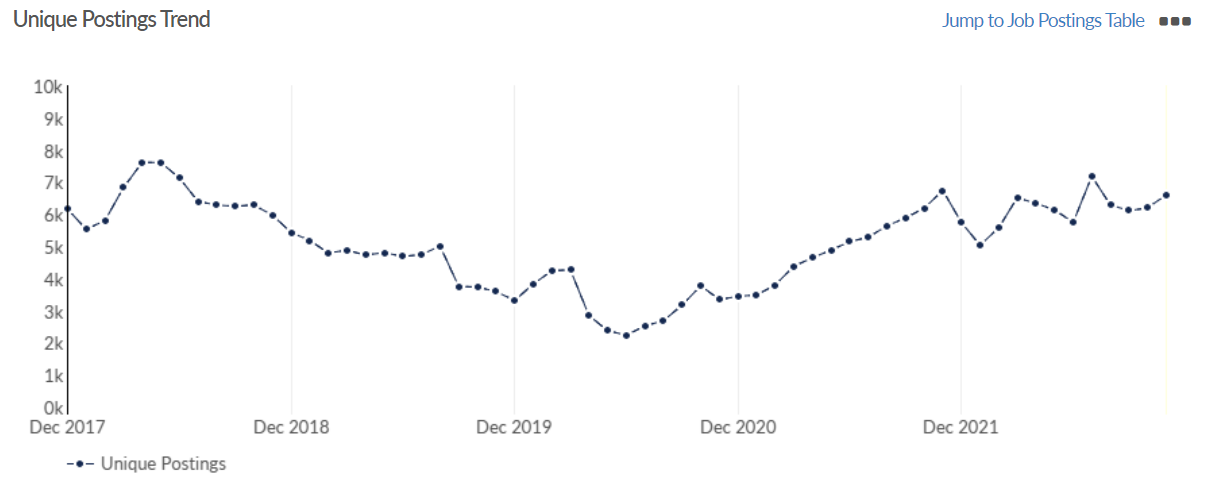 Unique Postings Trend
Jump to Job Postings Table
10k
9k
8k
7k
6k
5k
4k
3k
2k
1k
0k
Dec 2017 Dec 2018 Dec 2019 Dec 2020 Dec 2021
Unique Postings